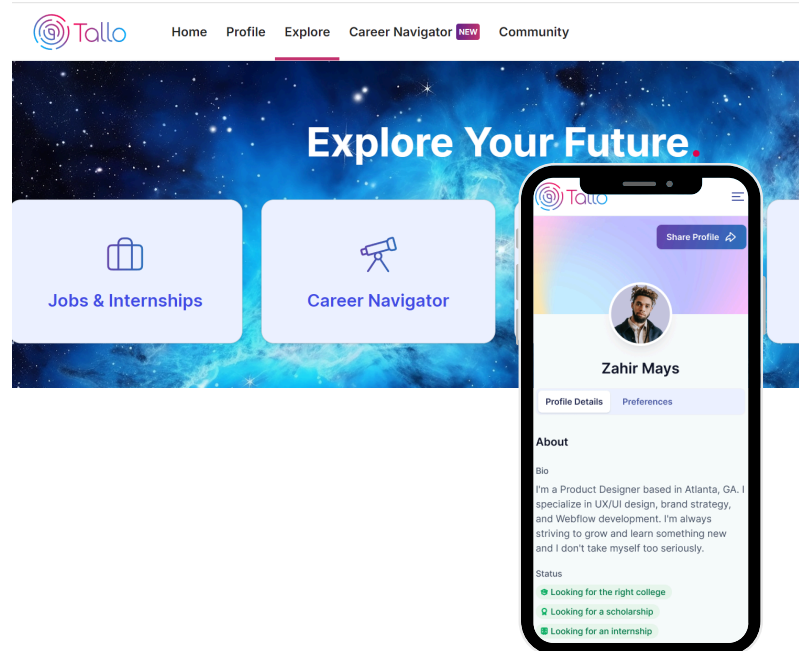 Tallo
Home Profile Explore Career Navigator NEW Community
Explore Your Future.
Jobs & Internships
Career Navigator
Tallo
Share Profile
Zahir Mays
Profile Details Preferences
About
Bio
I'm a Product Designer based in Atlanta, GA. I
specialize in UX/UI design, brand strategy,
and Webflow development. I'm always
striving to grow and learn something new
and I don't take myself too seriously.
Status
Looking for the right college
Looking for a scholarship
Looking for an internship